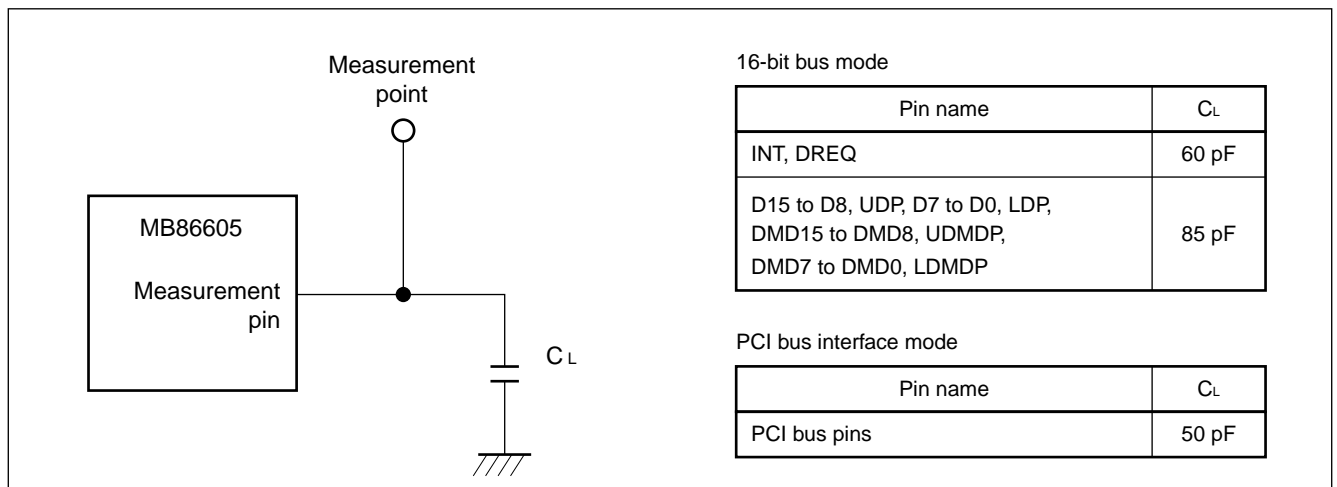 Measurement
point
MB86605
Measurement
pin
CL
16-bit bus mode
Pin name CL
INT, DREQ 60 pF
D15 to D8, UDP, D7 to D0, LDP,
DMD15 to DMD8, UDMDP,
DMD7 to DMD0, LDMDP
85 pF
PCI bus interface mode
Pin name CL
PCI bus pins 50 pF